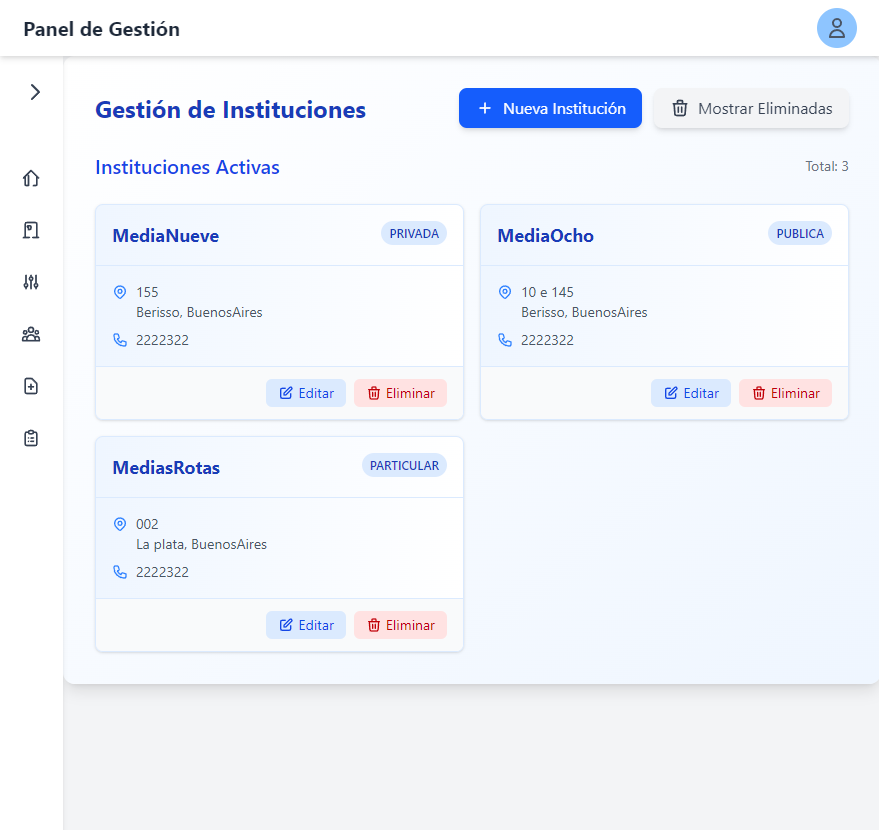 Panel de Gestión
Gestión de Instituciones
Nueva Institución
Mostrar Eliminadas
Instituciones Activas
Total: 3
MediaNueve
PRIVADA
155
Berisso, BuenosAires
2222322
Editar
Eliminar
MediaOcho
PUBLICA
10 e 145
Berisso, BuenosAires
2222322
Editar
Eliminar
MediasRotas
PARTICULAR
002
La plata, BuenosAires
2222322
Editar
Eliminar